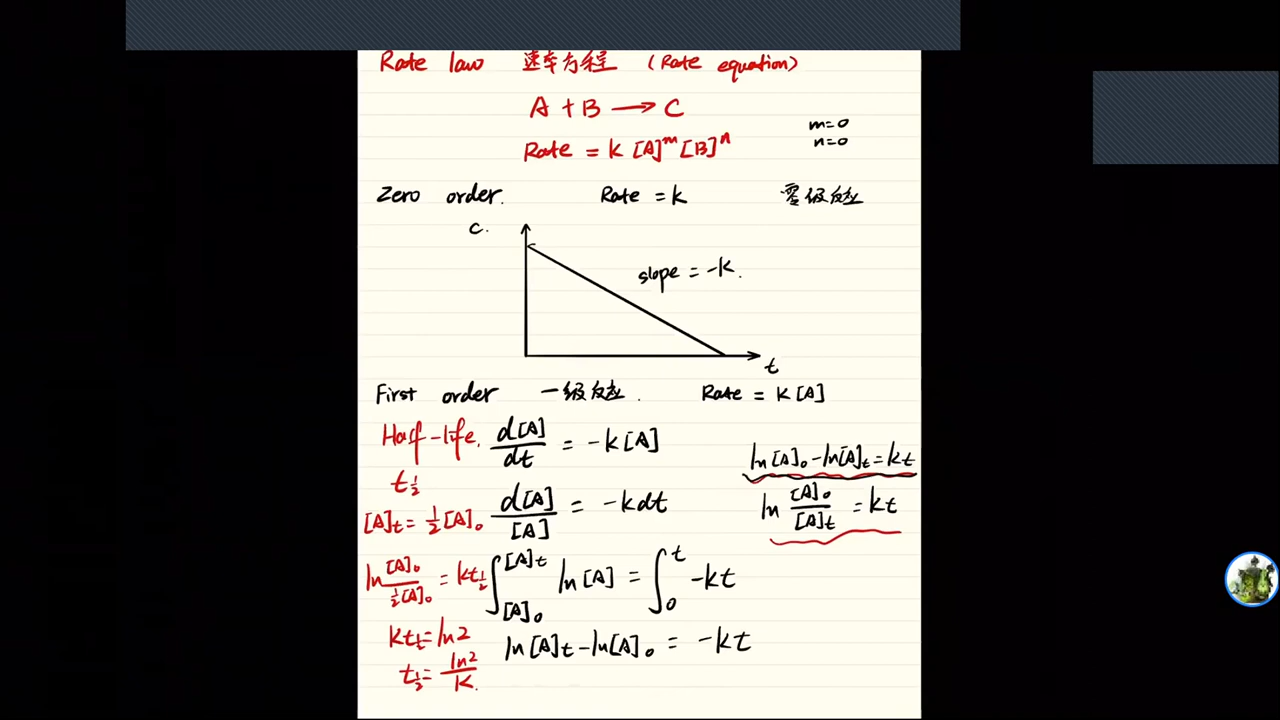 Rate law 速率方程 (Rate equation)
A + B → C
m=0
n=0
Rate = k [A]^m [B]^n
Zero order. Rate = k 零级反应
c.
slope = -k.
t
First order 一级反应. Rate = k [A]
Half-life.
t½
[A]t = ½[A]₀
ln [A]₀/½[A]₀ = kt½
kt½ = ln2
t½ = ln2/k.
d[A]/dt = -k[A]
d[A]/[A] = -kdt
∫[A]₀^[A]t ln[A] = ∫₀^t -kt
ln[A]t - ln[A]₀ = -kt
ln[A]₀ - ln[A]t = kt
ln [A]₀/[A]t = kt